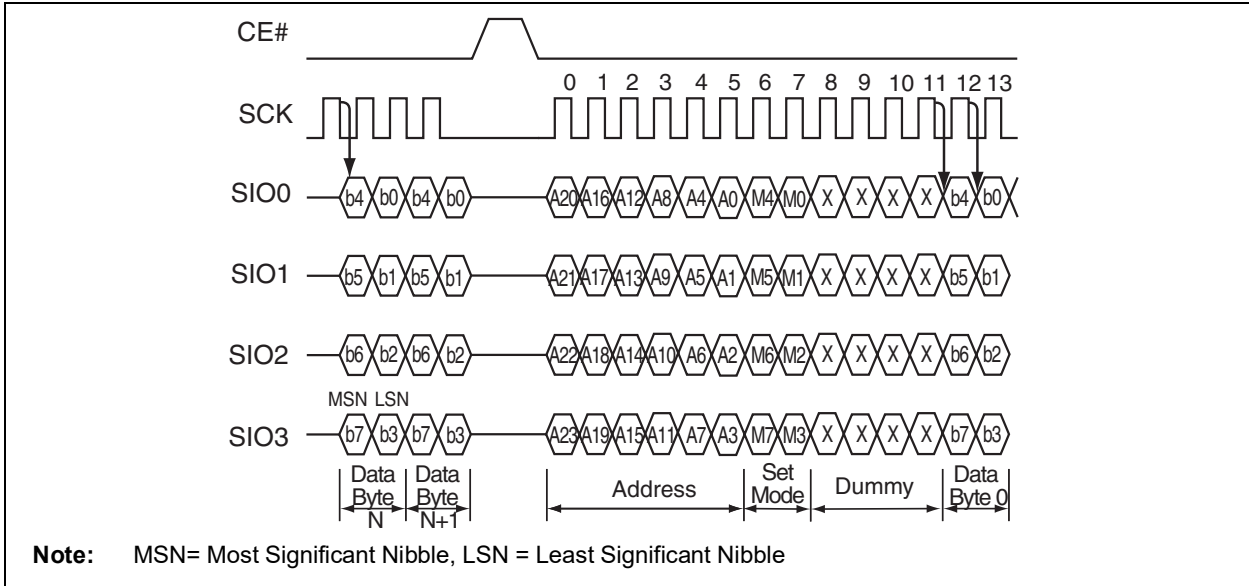 CE#
0 1 2 3 4 5 6 7 8 9 10 11 12 13
SCK
SIO0 b4 b0 b4 b0 A20 A16 A12 A8 A4 A0 M4 M0 X X X X b4 b0
SIO1 b5 b1 b5 b1 A21 A17 A13 A9 A5 A1 M5 M1 X X X X b5 b1
SIO2 b6 b2 b6 b2 A22 A18 A14 A10 A6 A2 M6 M2 X X X X b6 b2
MSN LSN
SIO3 b7 b3 b7 b3 A23 A19 A15 A11 A7 A3 M7 M3 X X X X b7 b3
Data Byte N
Data Byte N+1
Address
Set Mode
Dummy
Data Byte 0
Note: MSN= Most Significant Nibble, LSN = Least Significant Nibble